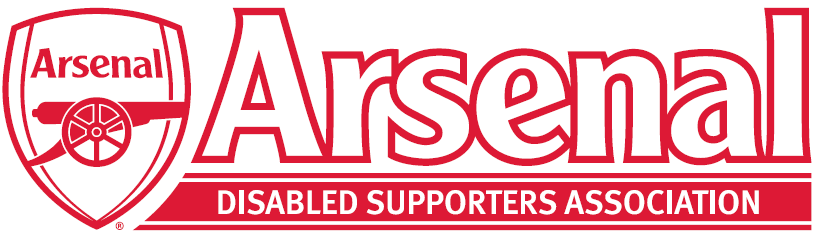 Arsenal
Arsenal
DISABLED SUPPORTERS ASSOCIATION
®